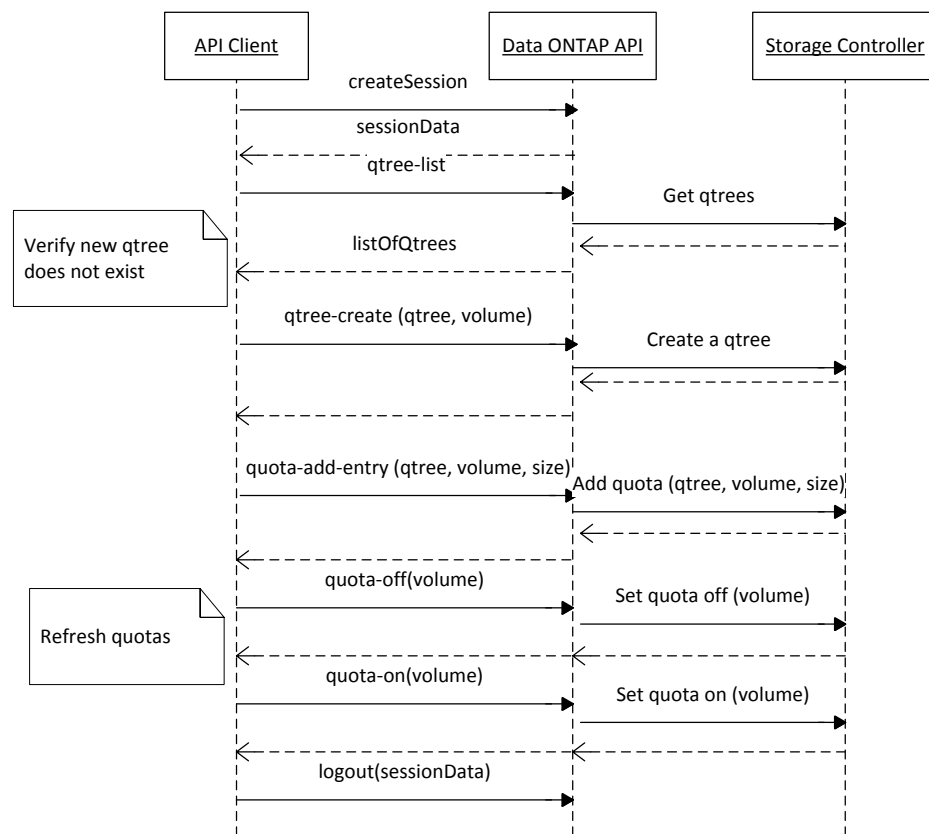 API Client
Data ONTAP API
Storage Controller
createSession
sessionData
qtree-list
Get qtrees
Verify new qtree
does not exist
listOfQtrees
qtree-create (qtree, volume)
Create a qtree
quota-add-entry (qtree, volume, size)
Add quota (qtree, volume, size)
quota-off(volume)
Set quota off (volume)
Refresh quotas
quota-on(volume)
Set quota on (volume)
logout(sessionData)